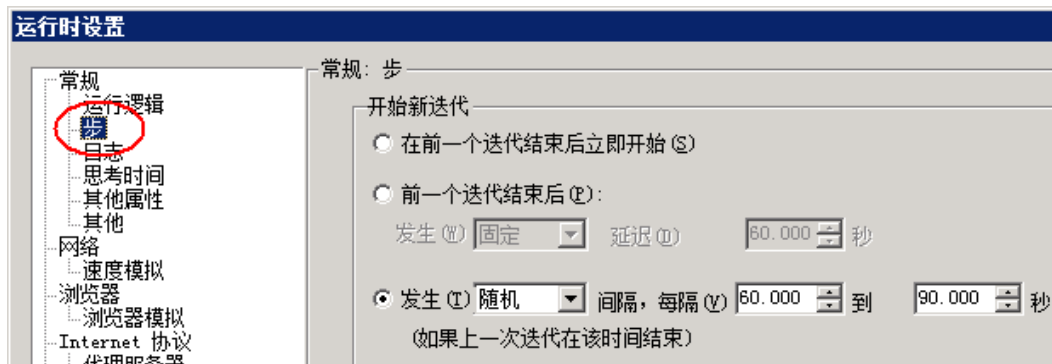 运行时设置
常规
运行逻辑
步
日志
思考时间
其他属性
其他
网络
速度模拟
浏览器
浏览器模拟
Internet 协议
代理服务器
常规: 步
开始新迭代
在前一个迭代结束后立即开始(S)
前一个迭代结束后(P):
发生(W) 固定 延迟(D) 60.000 秒
发生(T) 随机 间隔，每隔(V) 60.000 到 90.000 秒
(如果上一次迭代在该时间结束)